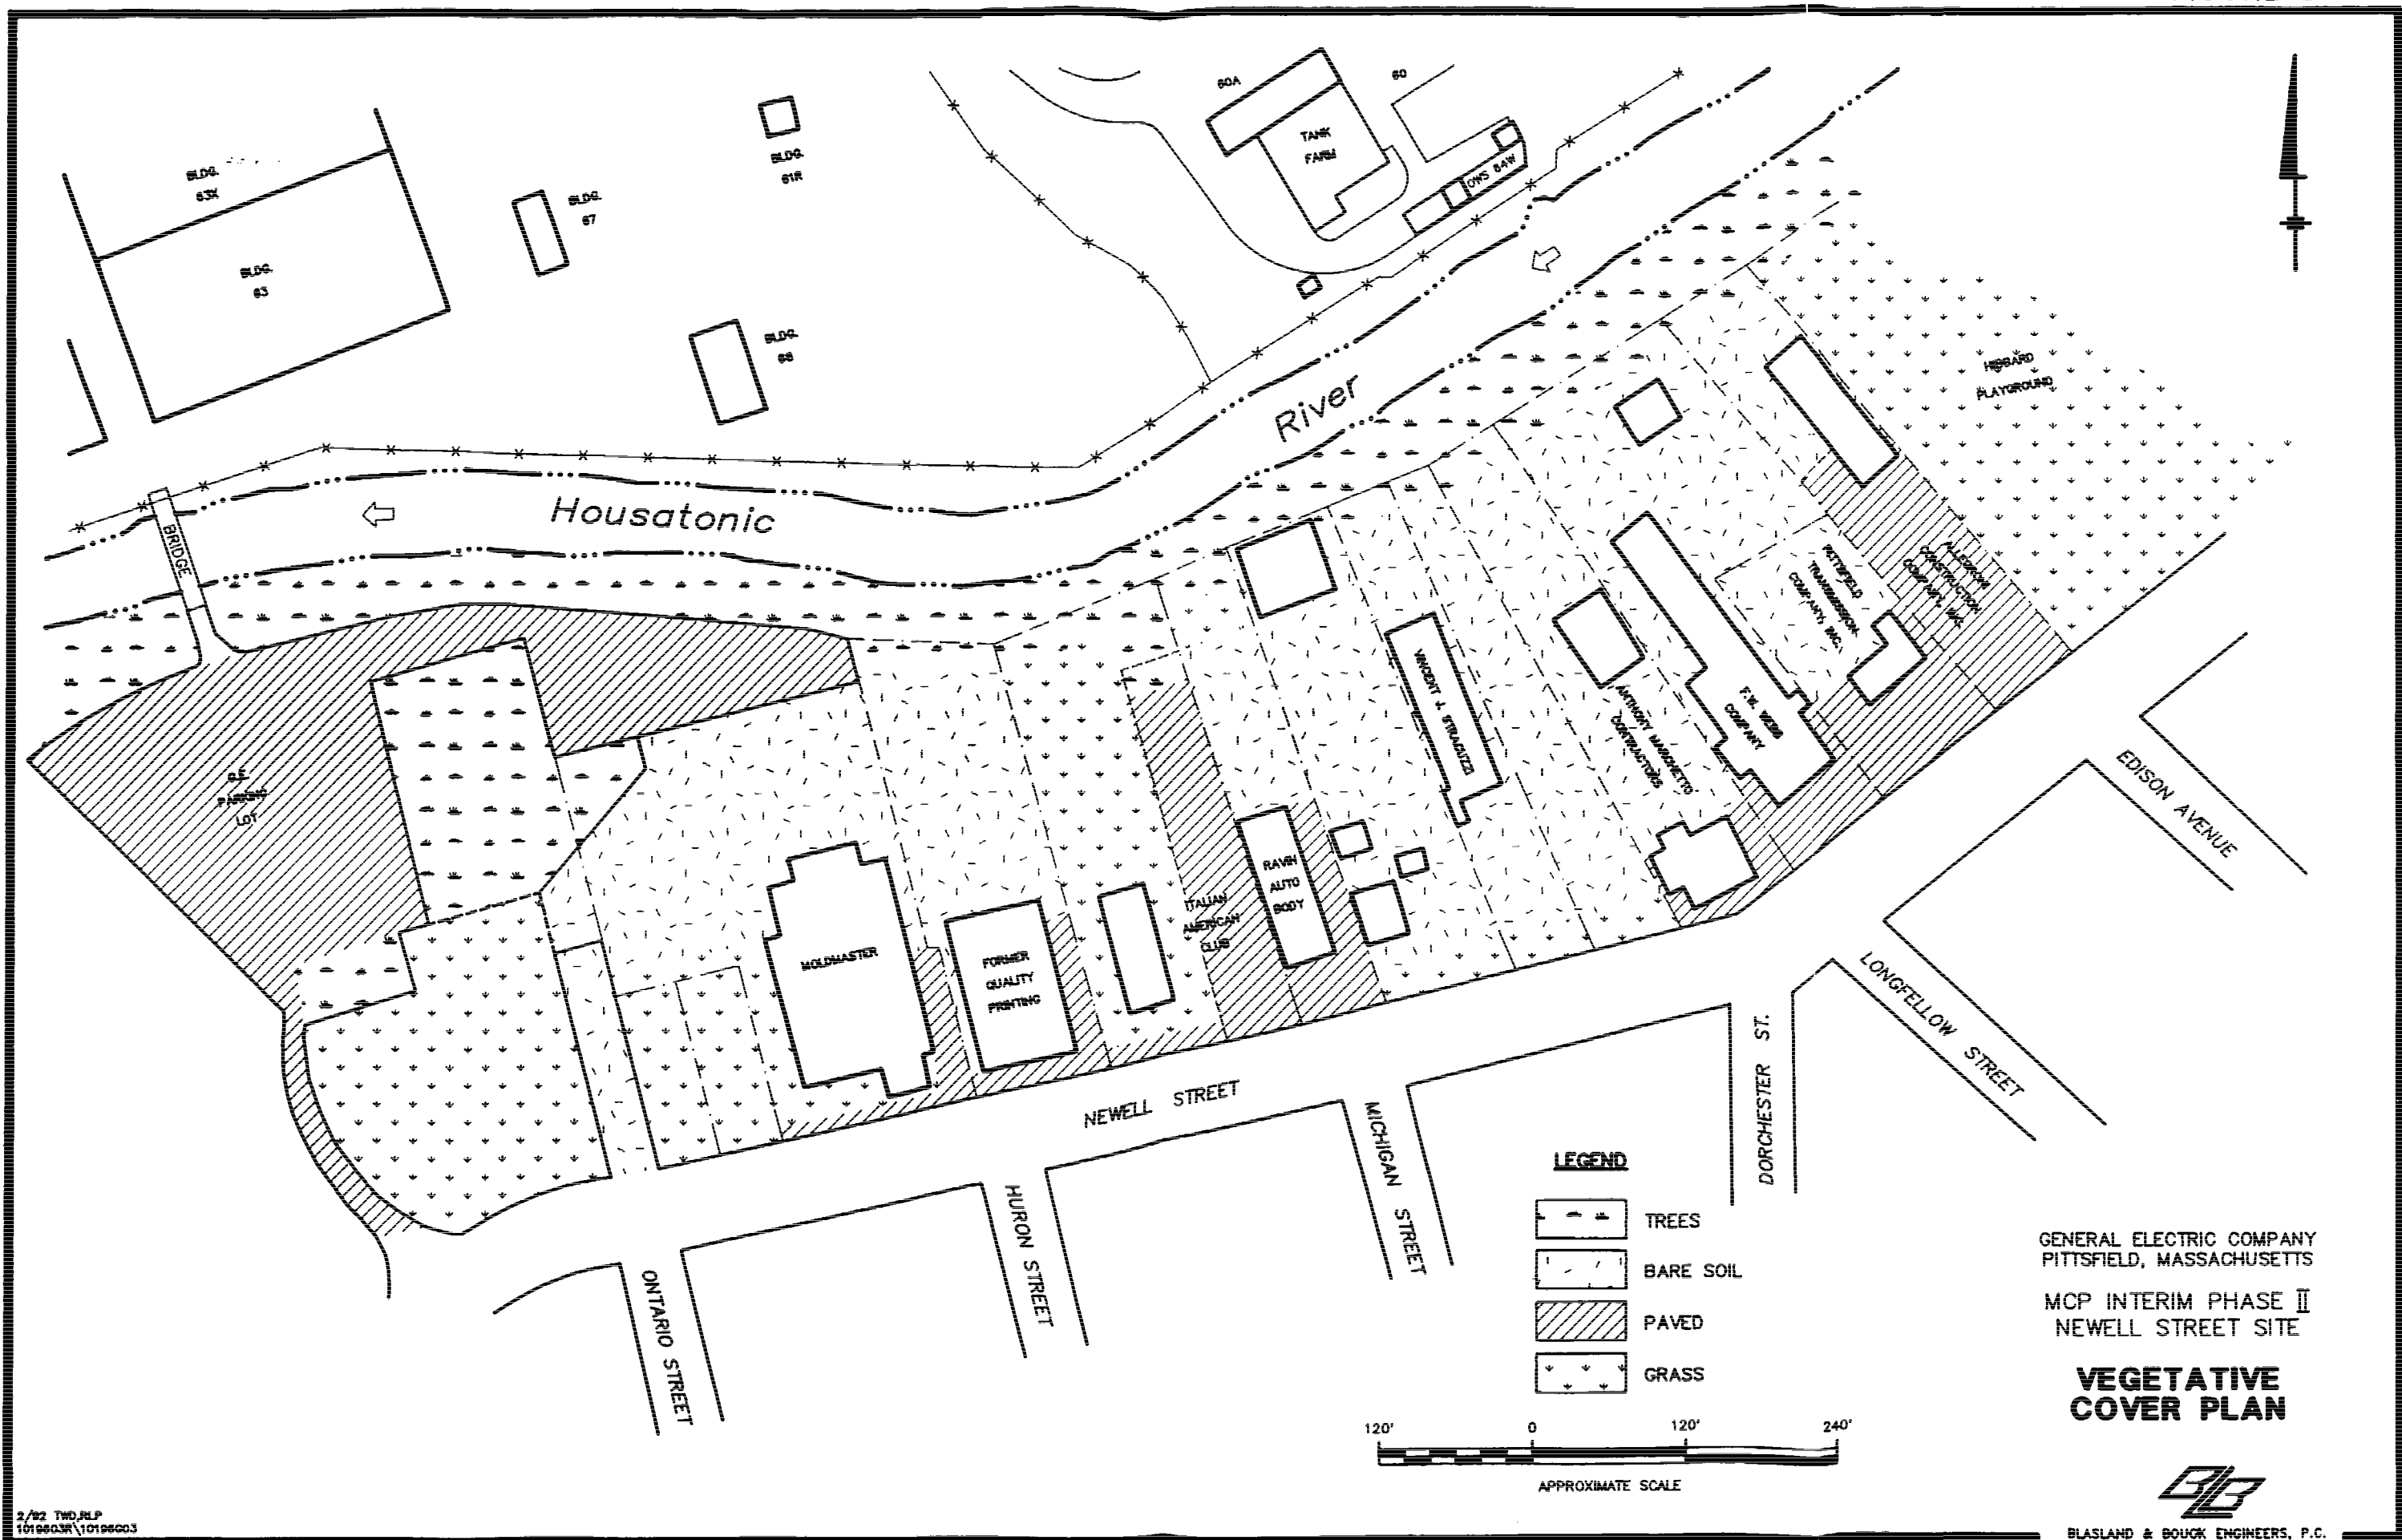 BLDG.
63X
BLDG.
63
BLDG.
67
BLDG.
61R
BLDG.
68
60A
60
TANK
FARM
OWS BAW
River
Housatonic
BRIDGE
HIBBARD
PLAYGROUND
ALLEGRONE
CONSTRUCTION
COMPANY, INC.
PITTSFIELD
TRANSMISSION
COMPANY, INC.
F.W. WEBB
COMPANY
ANTHONY MARCHETTO
CONTRACTORS
VINCENT J. STRACUZZI
G.E.
PARKING
LOT
MOLDMASTER
FORMER
QUALITY
PRINTING
ITALIAN
AMERICAN
CLUB
RAVIN
AUTO
BODY
EDISON AVENUE
LONGFELLOW STREET
DORCHESTER ST.
NEWELL STREET
MICHIGAN STREET
HURON STREET
ONTARIO STREET
LEGEND
TREES
BARE SOIL
PAVED
GRASS
120' 0 120' 240'
APPROXIMATE SCALE
GENERAL ELECTRIC COMPANY
PITTSFIELD, MASSACHUSETTS
MCP INTERIM PHASE II
NEWELL STREET SITE
VEGETATIVE
COVER PLAN
BLB
BLASLAND & BOUCK ENGINEERS, P.C.
2/92 TWD,RLP